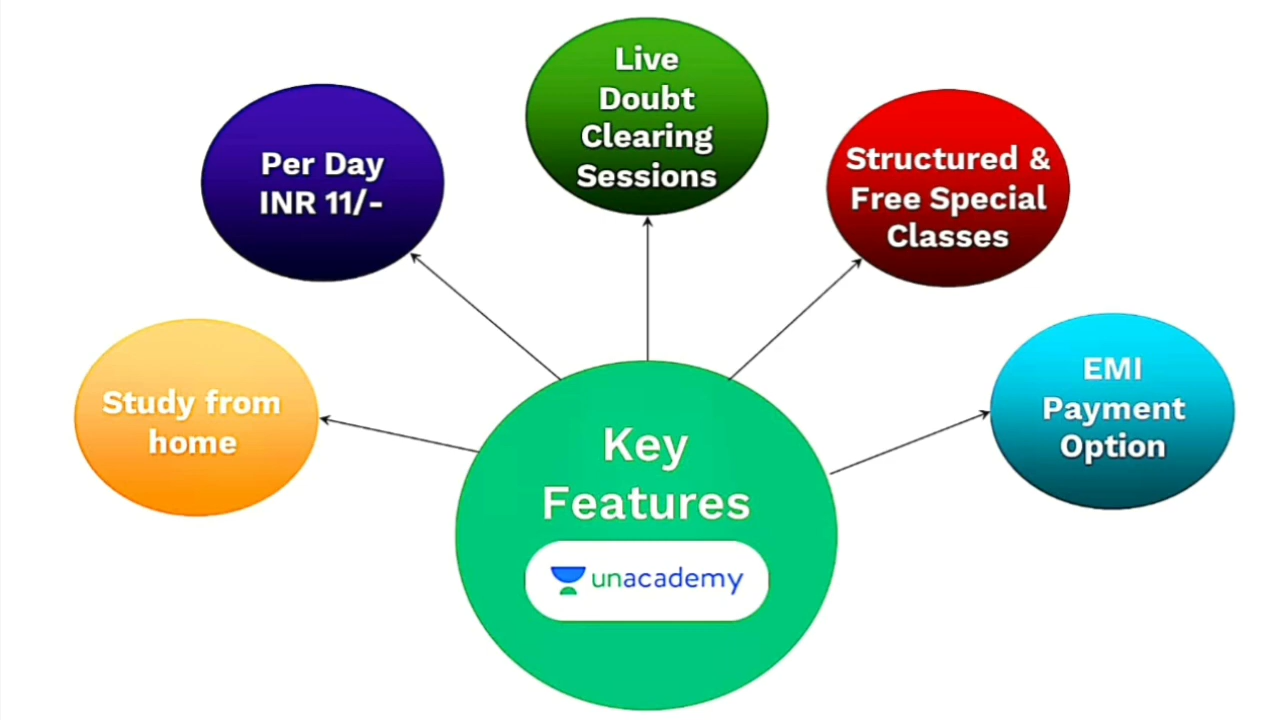 Live
Doubt
Clearing
Sessions
Per Day
INR 11/-
Structured &
Free Special
Classes
Study from
home
EMI
Payment
Option
Key
Features
unacademy